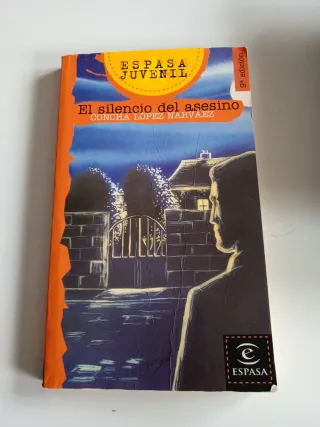 ESPASA
JUVENIL
9ª edición
El silencio del asesino
CONCHA LÓPEZ NARVÁEZ
e
ESPASA